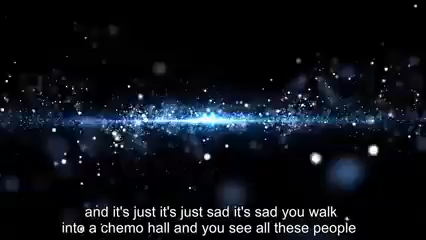 and it's just it's just sad it's sad you walk
into a chemo hall and you see all these people